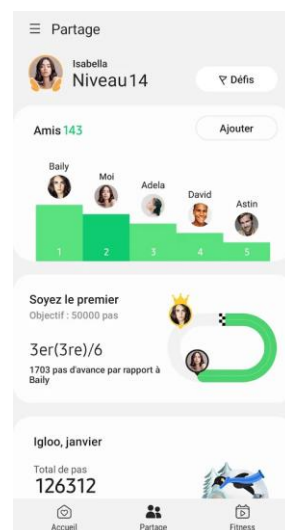 Partage
Isabella
Niveau 14
Défis
Amis 143
Ajouter
Baily
Moi
Adela
David
Astin
1
2
3
4
5
Soyez le premier
Objectif : 50000 pas
3er(3re)/6
1703 pas d'avance par rapport à
Baily
Igloo, janvier
Total de pas
126312
Accueil
Partage
Fitness